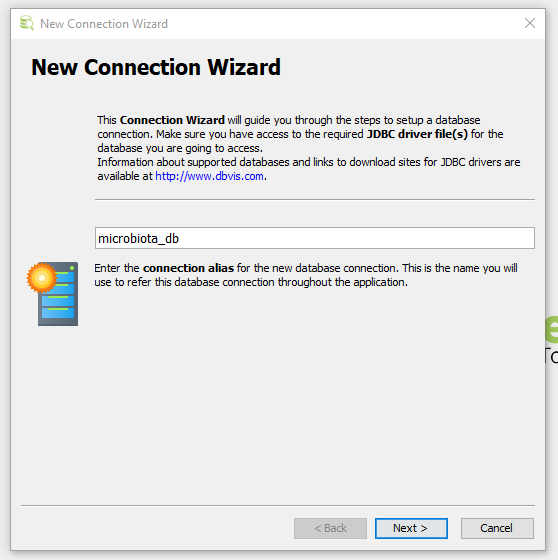 New Connection Wizard
New Connection Wizard
This Connection Wizard will guide you through the steps to setup a database
connection. Make sure you have access to the required JDBC driver file(s) for the
database you are going to access.
Information about supported databases and links to download sites for JDBC drivers are
available at http://www.dbvis.com.
microbiota_db
Enter the connection alias for the new database connection. This is the name you will
use to refer this database connection throughout the application.
< Back
Next >
Cancel